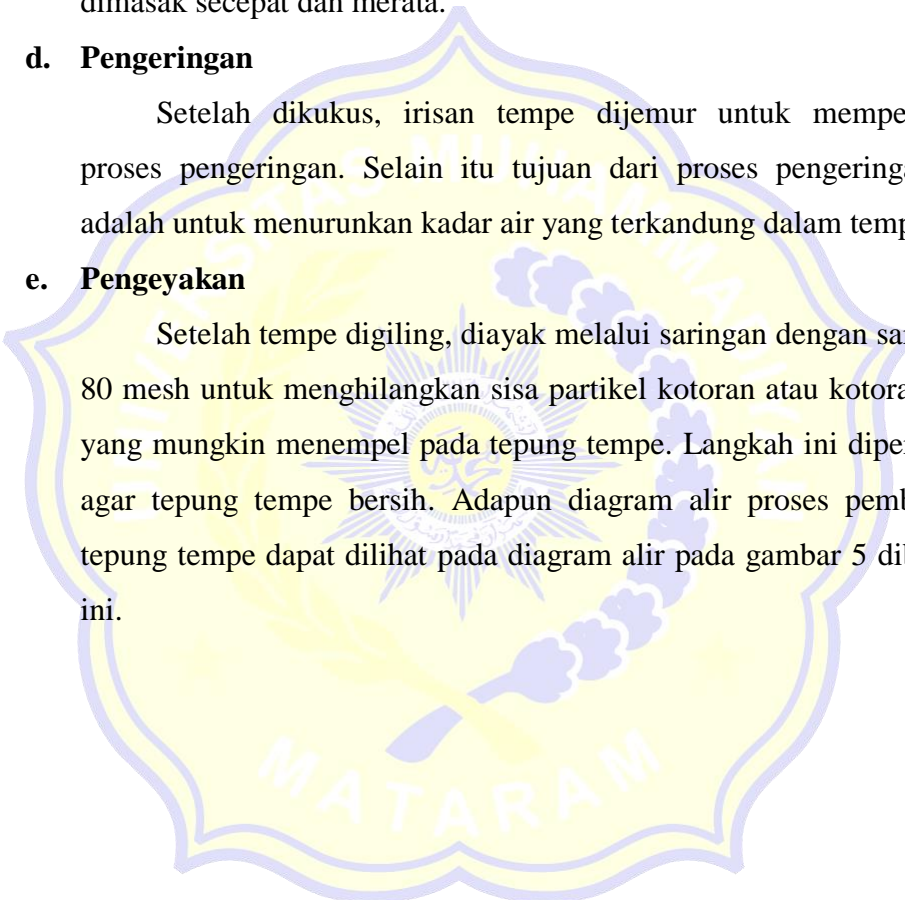 dimasak secepat dan merata.
d. Pengeringan
Setelah dikukus, irisan tempe dijemur untuk mempe
proses pengeringan. Selain itu tujuan dari proses pengeringa
adalah untuk menurunkan kadar air yang terkandung dalam temp
e. Pengeyakan
Setelah tempe digiling, diayak melalui saringan dengan sa
80 mesh untuk menghilangkan sisa partikel kotoran atau kotora
yang mungkin menempel pada tepung tempe. Langkah ini dipe
agar tepung tempe bersih. Adapun diagram alir proses pemb
tepung tempe dapat dilihat pada diagram alir pada gambar 5 dib
ini.
UNIVERSITAS MUHAMMADIYAH
MATARAM